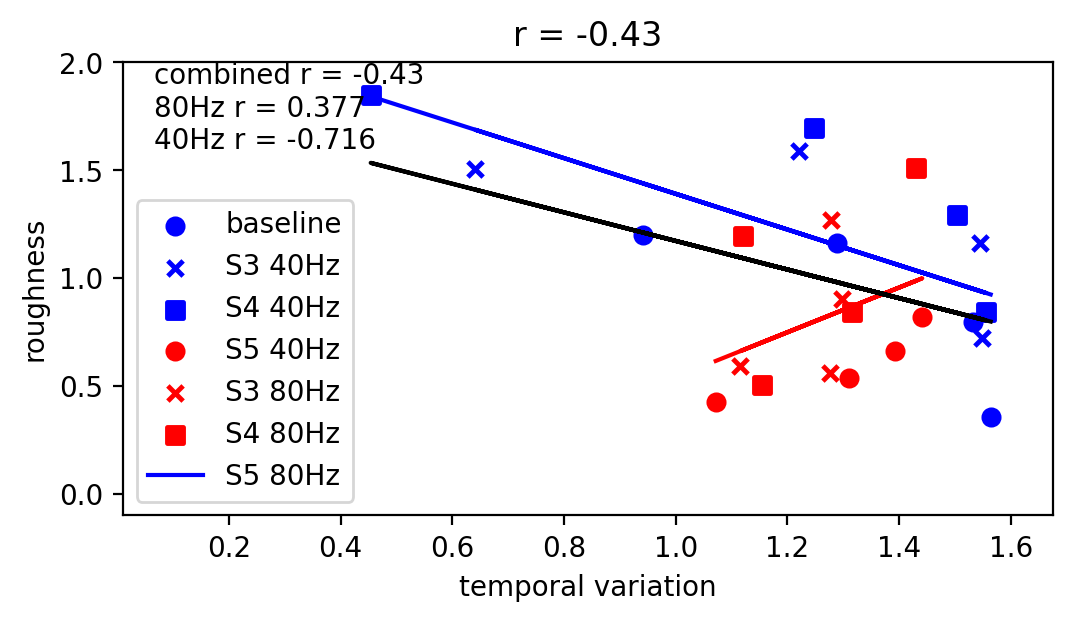 r = -0.43
2.0
combined r = -0.43
80Hz r = 0.377
40Hz r = -0.716
1.5
1.0
0.5
0.0
roughness
baseline
S3 40Hz
S4 40Hz
S5 40Hz
S3 80Hz
S4 80Hz
S5 80Hz
0.2 0.4 0.6 0.8 1.0 1.2 1.4 1.6
temporal variation